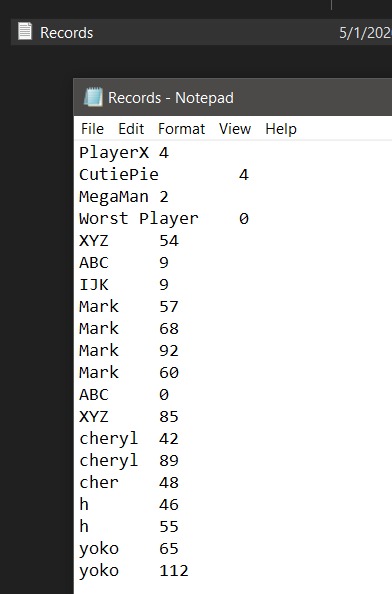 Records 5/1/202
Records - Notepad
File Edit Format View Help
PlayerX 4
CutiePie 4
MegaMan 2
Worst Player 0
XYZ 54
ABC 9
IJK 9
Mark 57
Mark 68
Mark 92
Mark 60
ABC 0
XYZ 85
cheryl 42
cheryl 89
cher 48
h 46
h 55
yoko 65
yoko 112